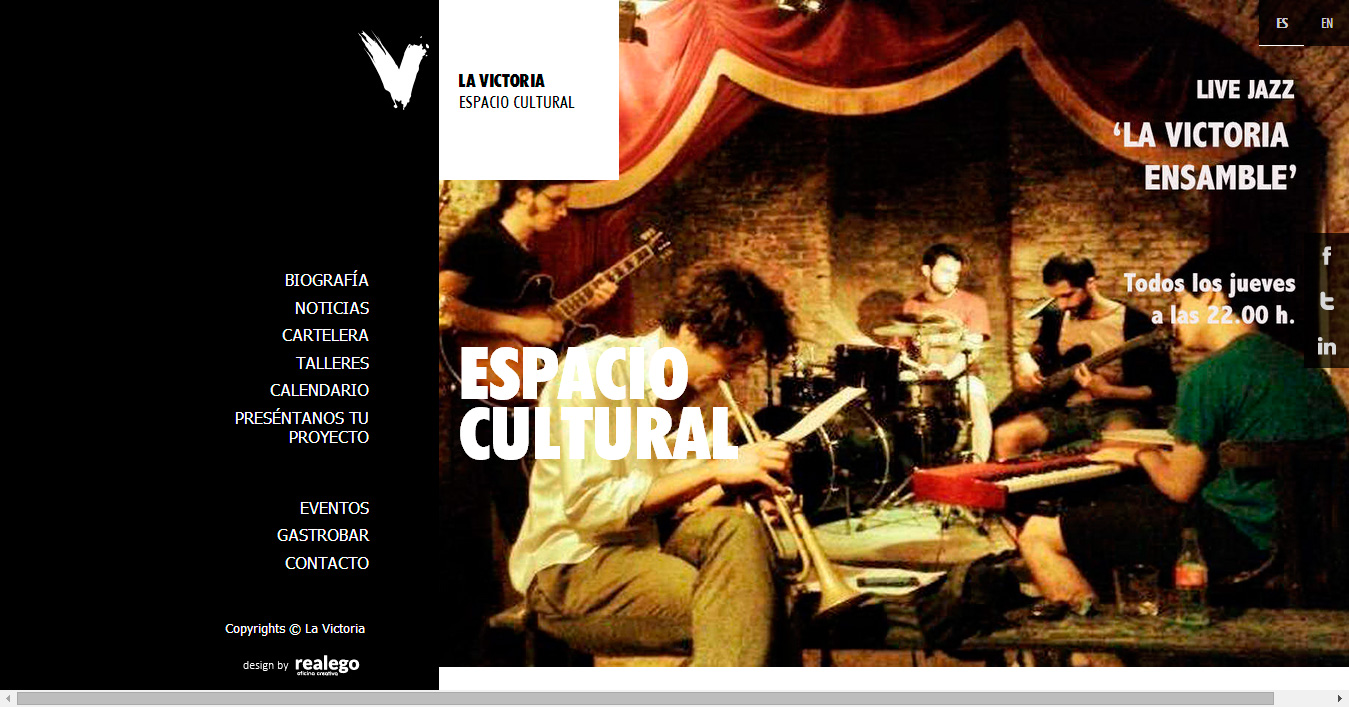 V
LA VICTORIA
ESPACIO CULTURAL
ES
EN
LIVE JAZZ
‘LA VICTORIA
ENSAMBLE’
Todos los jueves
a las 22.00 h.
f
t
in
ESPACIO
CULTURAL
BIOGRAFÍA
NOTICIAS
CARTELERA
TALLERES
CALENDARIO
PRESÉNTANOS TU
PROYECTO
EVENTOS
GASTROBAR
CONTACTO
Copyrights © La Victoria
design by realego
oficina creativa